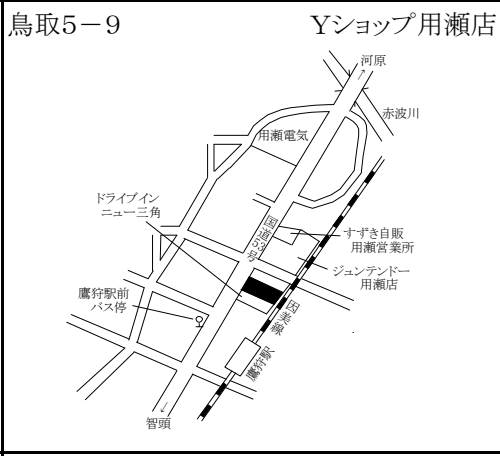 鳥取5－9
Yショップ用瀬店
河原
赤波川
用瀬電気
ドライブイン
ニュー三角
国道53号
すずき自販
用瀬営業所
ジュンテンドー
用瀬店
鷹狩駅前
バス停
因美線
鷹狩駅
智頭